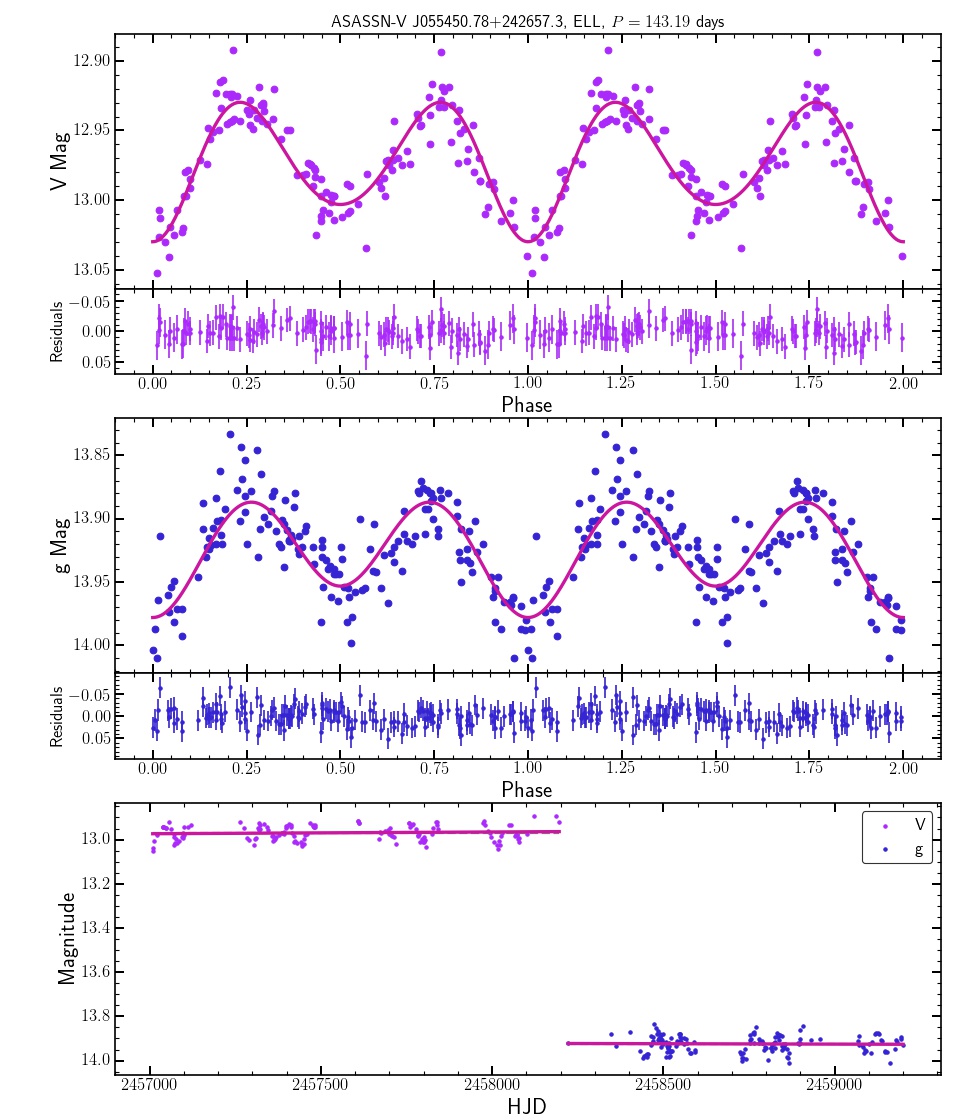 ASASSN-V J055450.78+242657.3, ELL, P = 143.19 days
12.90
12.95
13.00
13.05
V Mag
−0.05
0.00
0.05
Residuals
0.00 0.25 0.50 0.75 1.00 1.25 1.50 1.75 2.00
Phase
13.85
13.90
13.95
14.00
g Mag
−0.05
0.00
0.05
Residuals
0.00 0.25 0.50 0.75 1.00 1.25 1.50 1.75 2.00
Phase
V
g
13.0
13.2
13.4
13.6
13.8
14.0
Magnitude
2457000 2457500 2458000 2458500 2459000
HJD